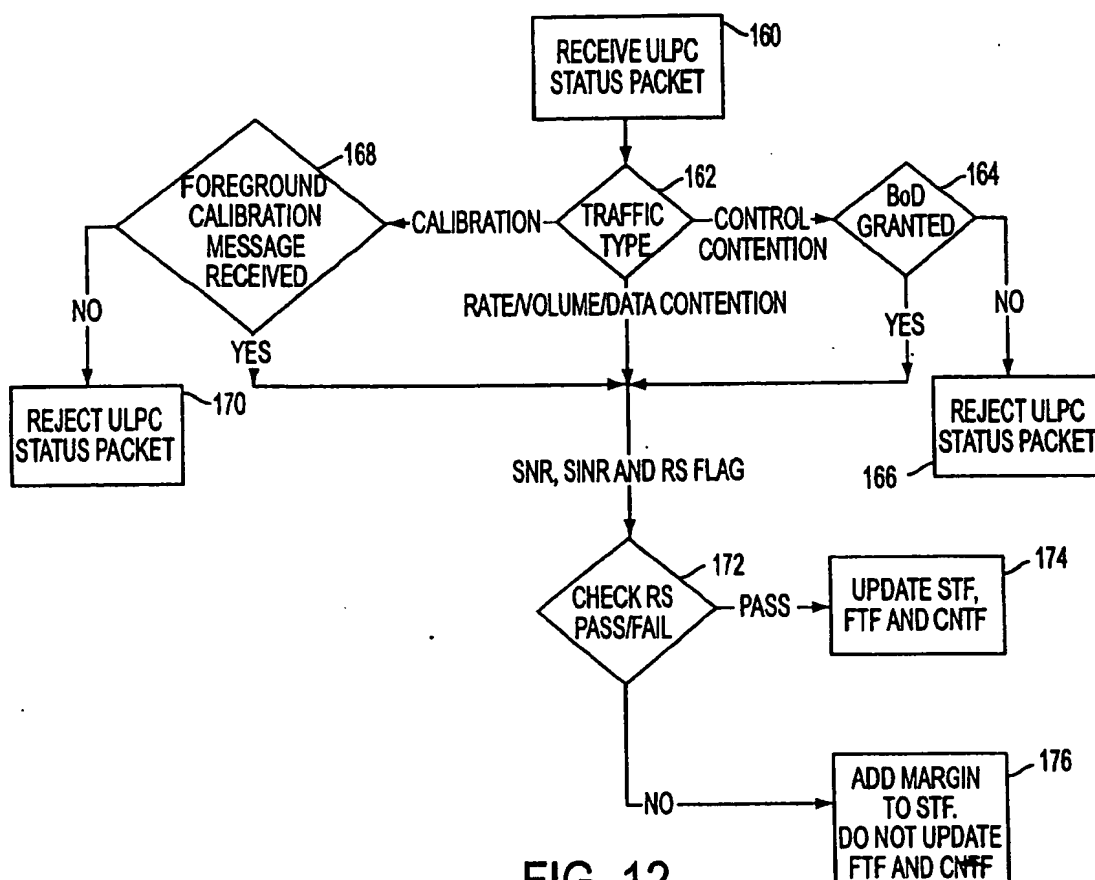 RECEIVE ULPC
STATUS PACKET
160
168
FOREGROUND
CALIBRATION
MESSAGE
RECEIVED
CALIBRATION
162
TRAFFIC
TYPE
CONTROL
CONTENTION
164
BoD
GRANTED
RATE/VOLUME/DATA CONTENTION
NO
YES
YES
NO
REJECT ULPC
STATUS PACKET
170
REJECT ULPC
STATUS PACKET
166
SNR, SINR AND RS FLAG
172
CHECK RS
PASS/FAIL
PASS
174
UPDATE STF,
FTF AND CNTF
NO
176
ADD MARGIN
TO STF.
DO NOT UPDATE
FTF AND CNTF
FIG. 12